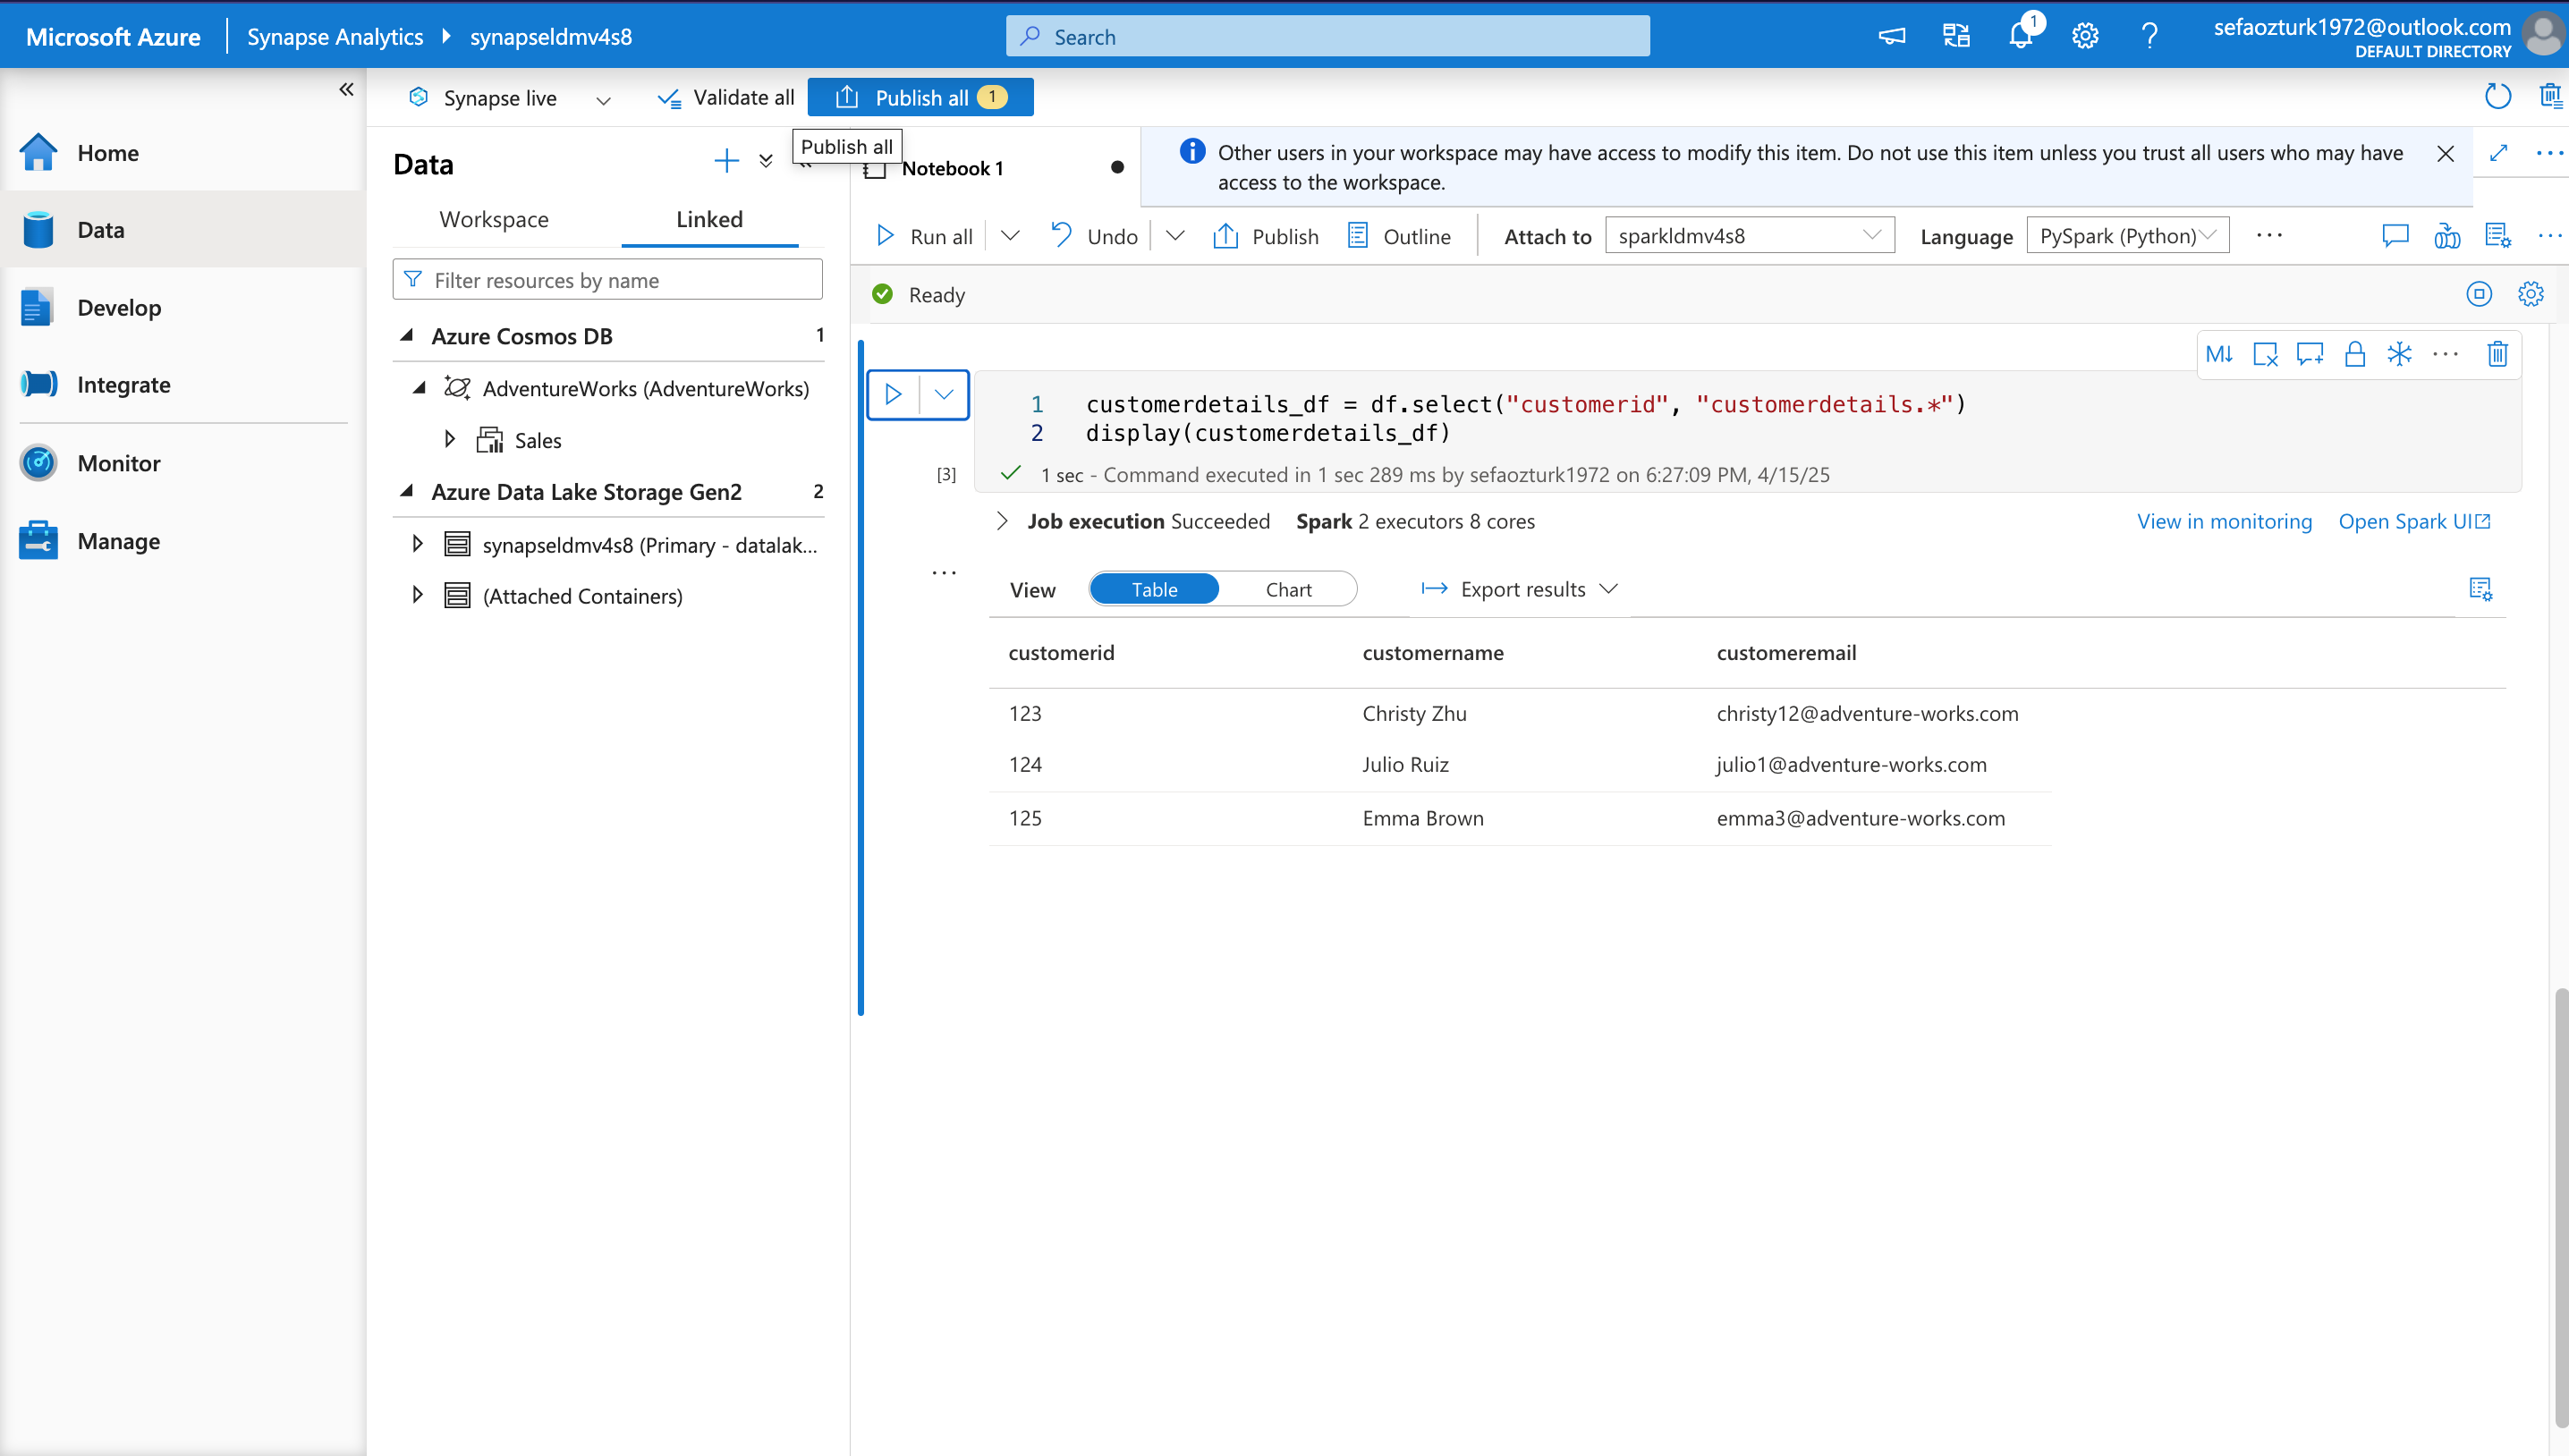 Microsoft Azure
Synapse Analytics
synapseldmv4s8
Search
1
sefaozturk1972@outlook.com
DEFAULT DIRECTORY
Synapse live
Validate all
Publish all 1
Publish all
Home
Data
Develop
Integrate
Monitor
Manage
Data
Workspace
Linked
Filter resources by name
Azure Cosmos DB 1
AdventureWorks (AdventureWorks)
Sales
Azure Data Lake Storage Gen2 2
synapseldmv4s8 (Primary - datalak...
(Attached Containers)
Notebook 1
Other users in your workspace may have access to modify this item. Do not use this item unless you trust all users who may have
access to the workspace.
Run all
Undo
Publish
Outline
Attach to
sparkldmv4s8
Language
PySpark (Python)
Ready
M↓
1 customerdetails_df = df.select("customerid", "customerdetails.*")
2 display(customerdetails_df)
[3]
1 sec - Command executed in 1 sec 289 ms by sefaozturk1972 on 6:27:09 PM, 4/15/25
Job execution Succeeded Spark 2 executors 8 cores
View in monitoring
Open Spark UI
View
Table
Chart
Export results
customerid customername customeremail
123 Christy Zhu christy12@adventure-works.com
124 Julio Ruiz julio1@adventure-works.com
125 Emma Brown emma3@adventure-works.com